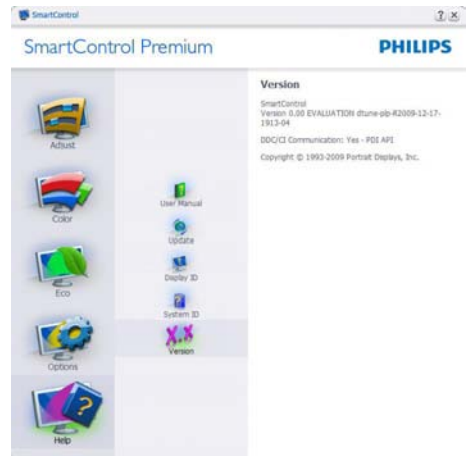 SmartControl
SmartControl Premium
PHILIPS
Adjust
Color
Eco
Options
Help
User Manual
Update
Display ID
System ID
X.X
Version
Version
SmartControl
Version 0.00 EVALUATION dtune-plp-R2009-12-17-
1913-04
DDC/CI Communication: Yes - PDI API
Copyright © 1993-2009 Portrait Displays, Inc.